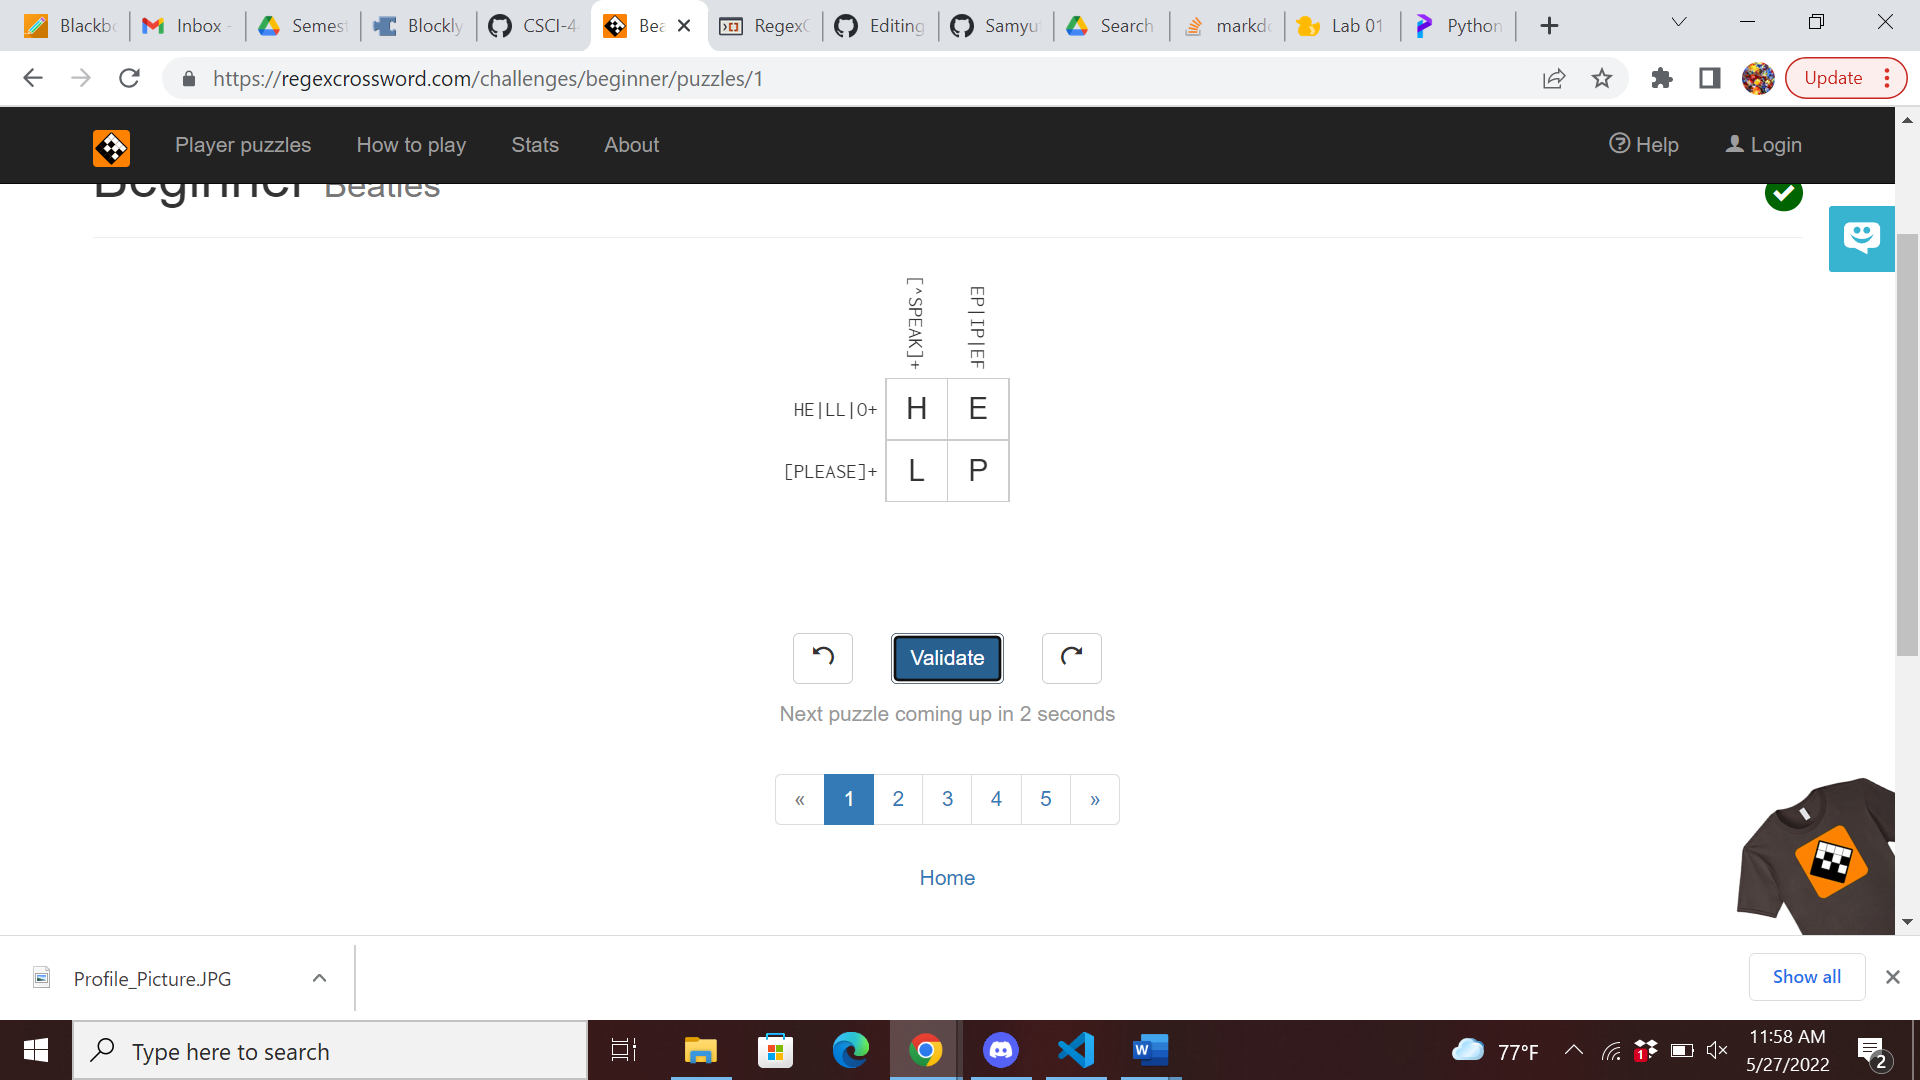 Blackbo Inbox - Semest Blockly CSCI-4 Bea RegexC Editing Samyu Search markdo Lab 01 Python
https://regexcrossword.com/challenges/beginner/puzzles/1 Update
Player puzzles How to play Stats About Help Login
Beginner Beatles
[^SPEAK]+ EP|IP|EF
HE|LL|O+ H E
[PLEASE]+ L P
Validate
Next puzzle coming up in 2 seconds
« 1 2 3 4 5 »
Home
Profile_Picture.JPG Show all
Type here to search 77°F 11:58 AM
5/27/2022 2